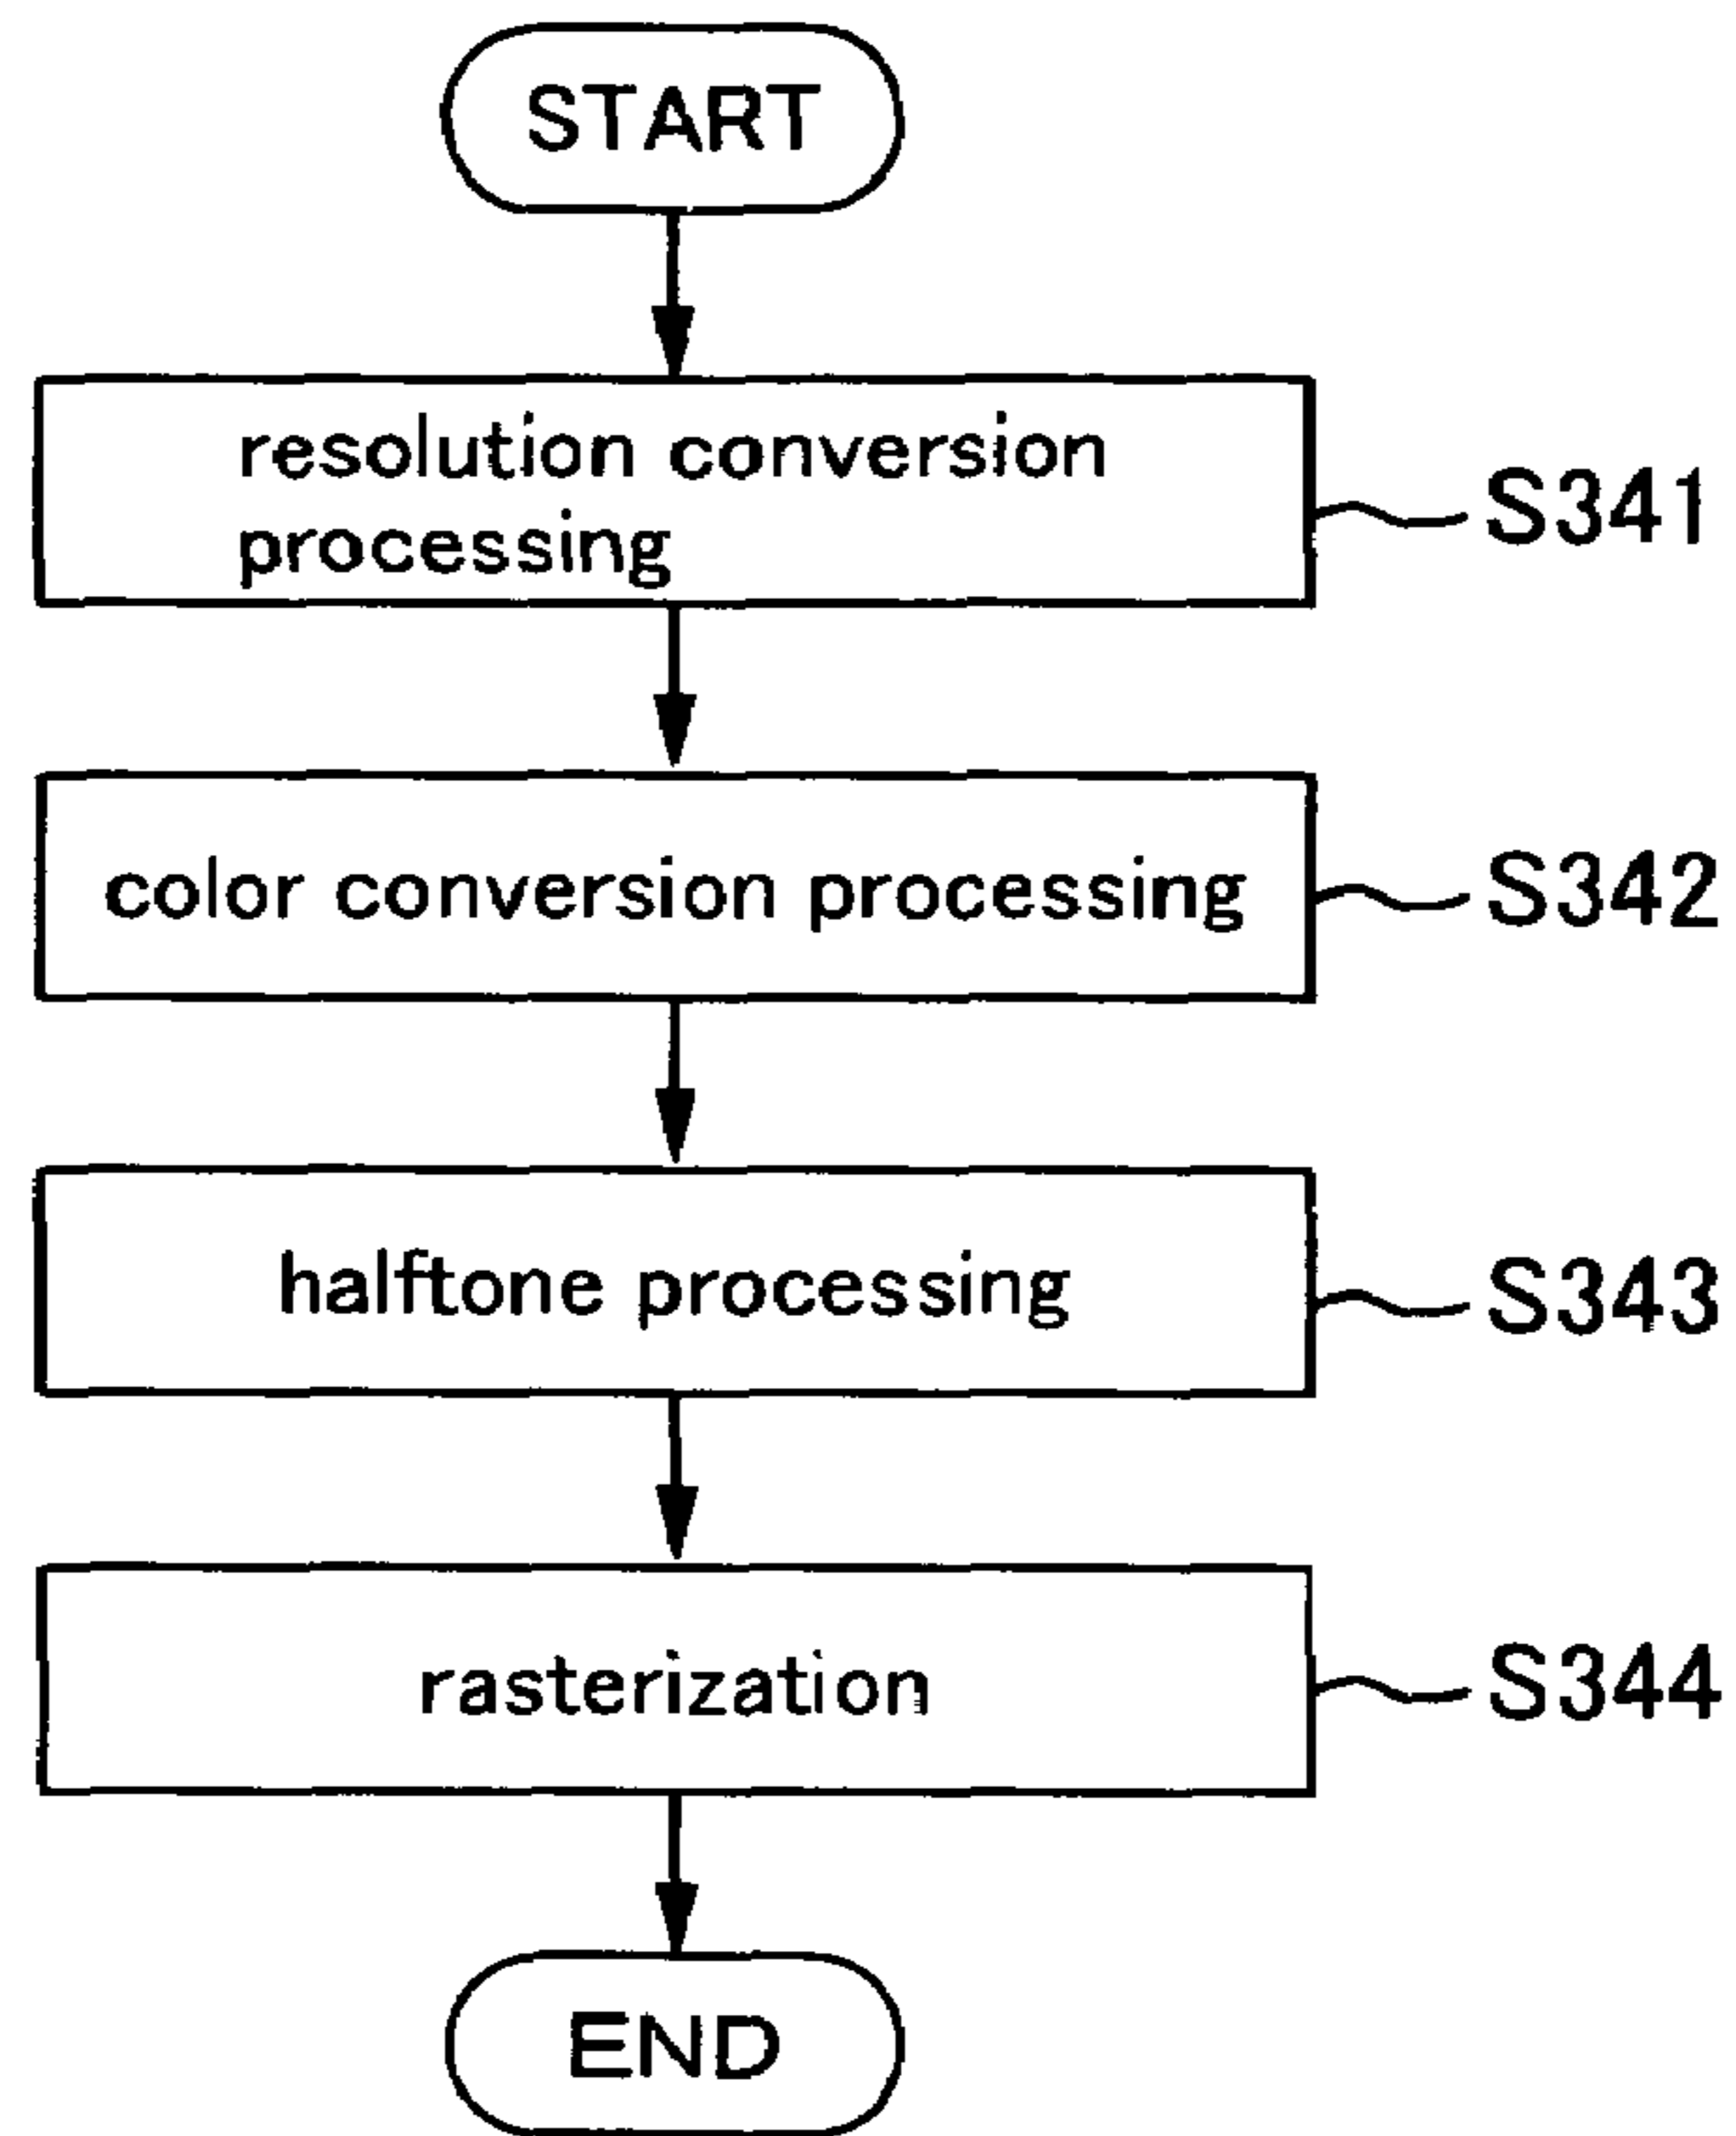 START
resolution conversion
processing
S341
color conversion processing
S342
halftone processing
S343
rasterization
S344
END